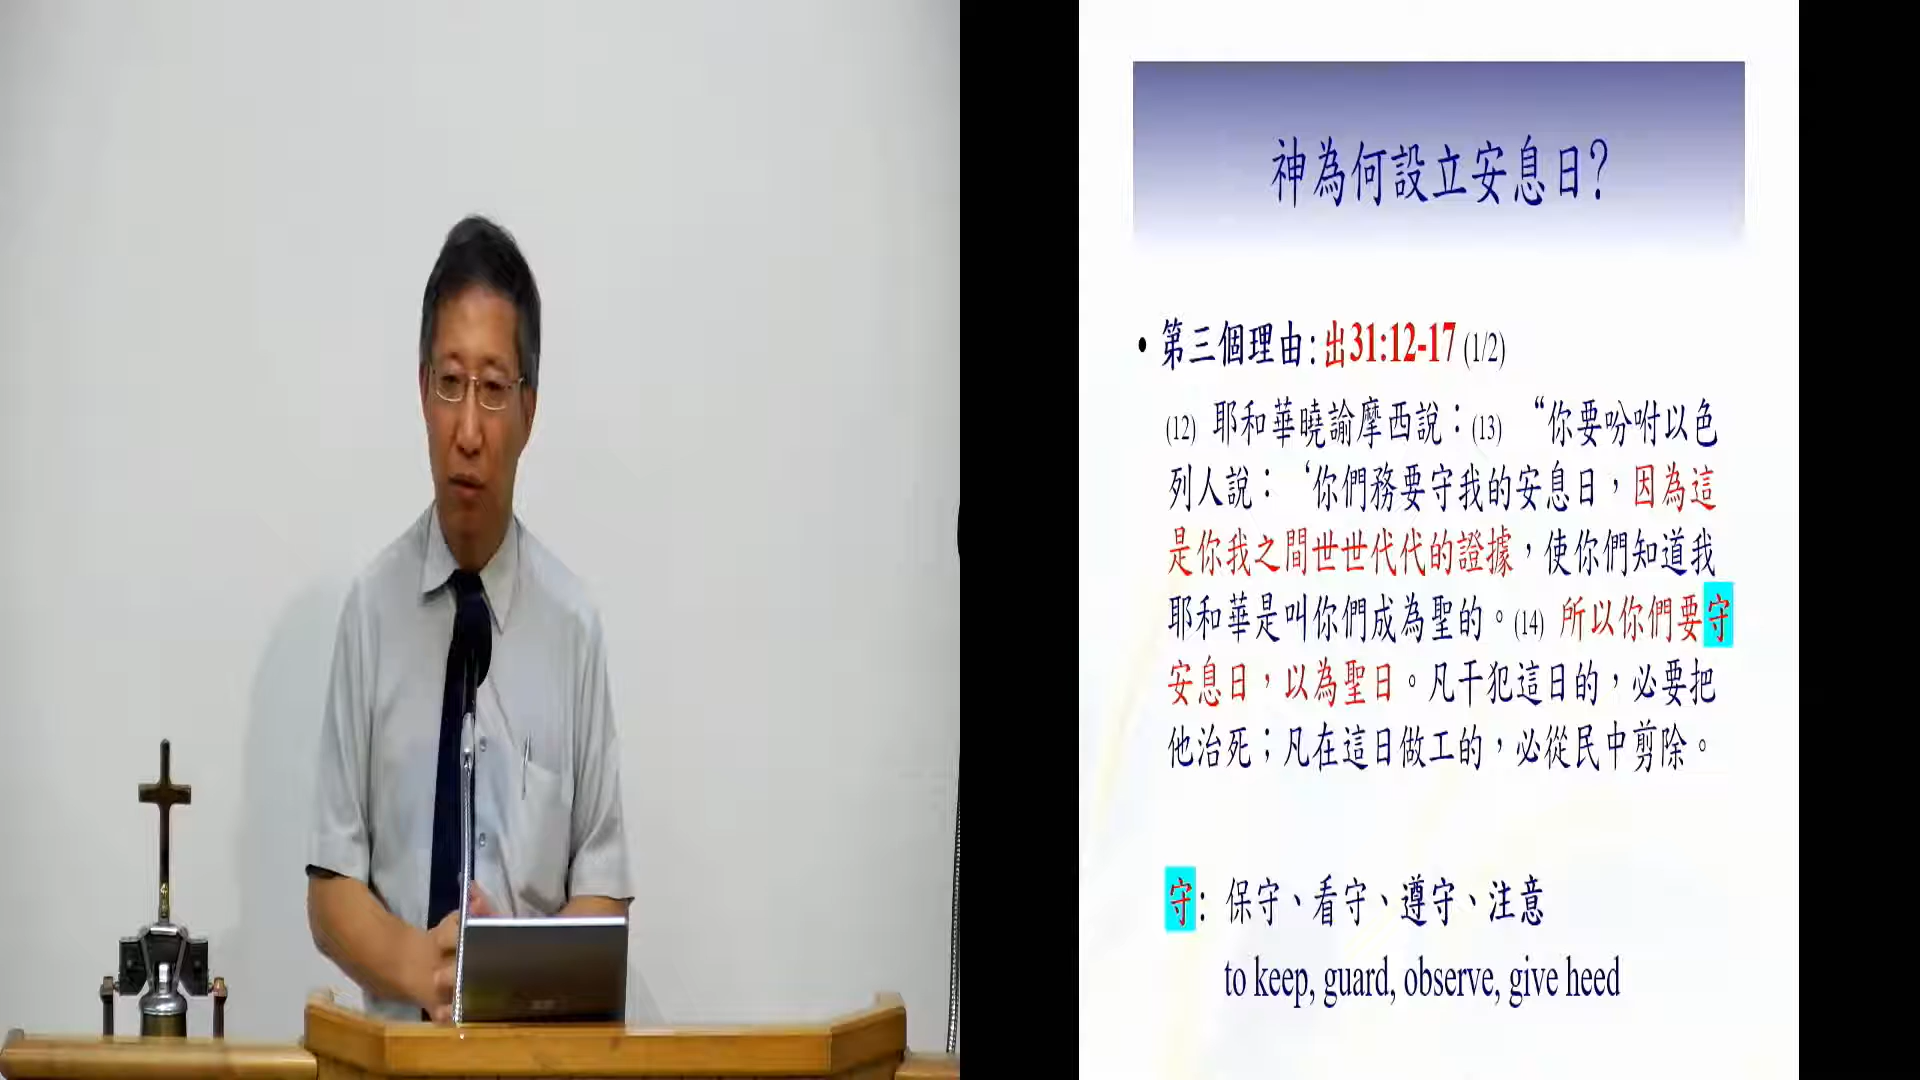 神為何設立安息日?
• 第三個理由: 出31:12-17 (1/2)
(12) 耶和華曉諭摩西說：(13) “你要吩咐以色
列人說：‘你們務要守我的安息日，因為這
是你我之間世世代代的證據，使你們知道我
耶和華是叫你們成為聖的。(14) 所以你們要守
安息日，以為聖日。凡干犯這日的，必要把
他治死；凡在這日做工的，必從民中剪除。
守: 保守、看守、遵守、注意
to keep, guard, observe, give heed